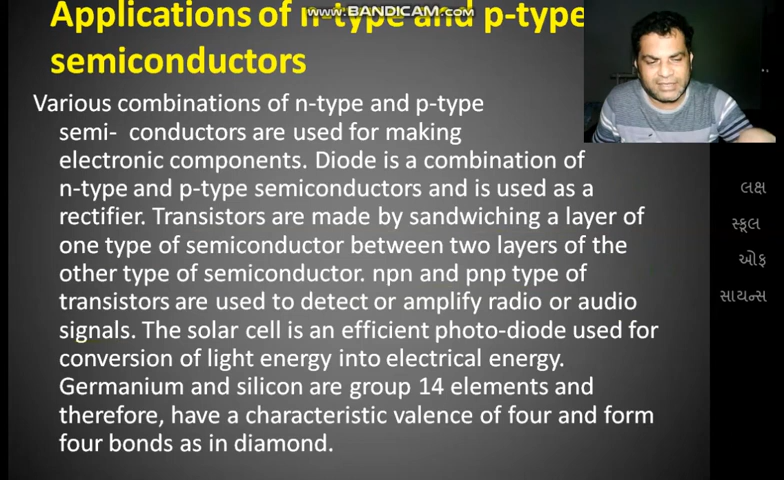 Applications of n-type and p-type
www.BANDICAM.com
semiconductors
Various combinations of n-type and p-type
semi- conductors are used for making
electronic components. Diode is a combination of
n-type and p-type semiconductors and is used as a
rectifier. Transistors are made by sandwiching a layer of
one type of semiconductor between two layers of the
other type of semiconductor. npn and pnp type of
transistors are used to detect or amplify radio or audio
signals. The solar cell is an efficient photo-diode used for
conversion of light energy into electrical energy.
Germanium and silicon are group 14 elements and
therefore, have a characteristic valence of four and form
four bonds as in diamond.
લક્ષ
સ્કૂલ
ઓફ
સાયન્સ